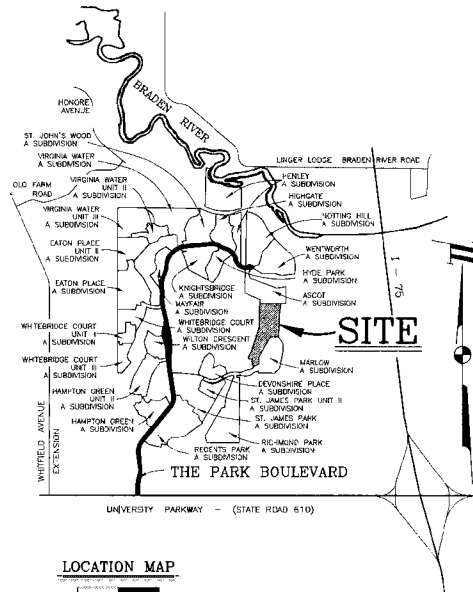 HONORE
AVENUE
BRADEN RIVER
ST. JOHN'S WOOD
A SUBDIVISION
VIRGINIA WATER
A SUBDIVISION
VIRGINIA WATER
UNIT II
A SUBDIVISION
OLD FARM
ROAD
LINGER LODGE BRADEN RIVER ROAD
HENLEY
A SUBDIVISION
HIGHGATE
A SUBDIVISION
NOTTING HILL
A SUBDIVISION
VIRGINIA WATER
UNIT III
A SUBDIVISION
EATON PLACE
UNIT II
A SUBDIVISION
EATON PLACE
A SUBDIVISION
WENTWORTH
A SUBDIVISION
HYDE PARK
A SUBDIVISION
ASCOT
A SUBDIVISION
I - 75
KNIGHTSBRIDGE
A SUBDIVISION
MAYFAIR
A SUBDIVISION
WHITEBRIDGE COURT
A SUBDIVISION
WILTON CRESCENT
A SUBDIVISION
SITE
WHITEBRIDGE COURT
UNIT II
A SUBDIVISION
WHITEBRIDGE COURT
UNIT III
A SUBDIVISION
MARLOW
A SUBDIVISION
HAMPTON GREEN
UNIT II
A SUBDIVISION
HAMPTON GREEN
A SUBDIVISION
DEVONSHIRE PLACE
A SUBDIVISION
ST. JAMES PARK UNIT II
A SUBDIVISION
ST. JAMES PARK
A SUBDIVISION
RICHMOND PARK
A SUBDIVISION
REGENTS PARK
A SUBDIVISION
WHITFIELD AVENUE
EXTENSION
THE PARK BOULEVARD
UNIVERSITY PARKWAY - (STATE ROAD 610)
LOCATION MAP